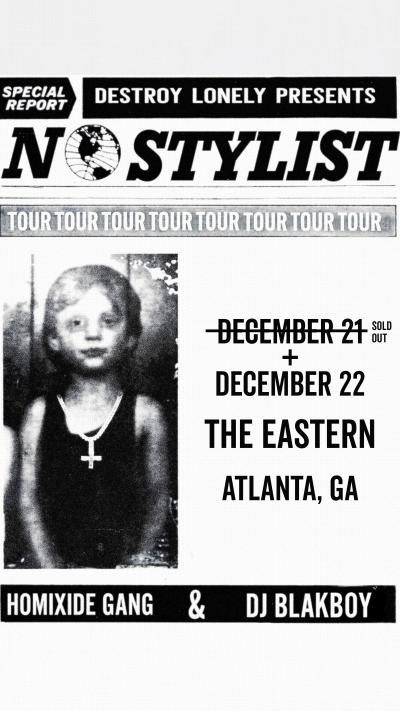 SPECIAL REPORT
DESTROY LONELY PRESENTS
NO STYLIST
TOUR TOUR TOUR TOUR TOUR TOUR TOUR TOUR
DECEMBER 21 SOLD OUT
+
DECEMBER 22
THE EASTERN
ATLANTA, GA
HOMIXIDE GANG & DJ BLAKBOY